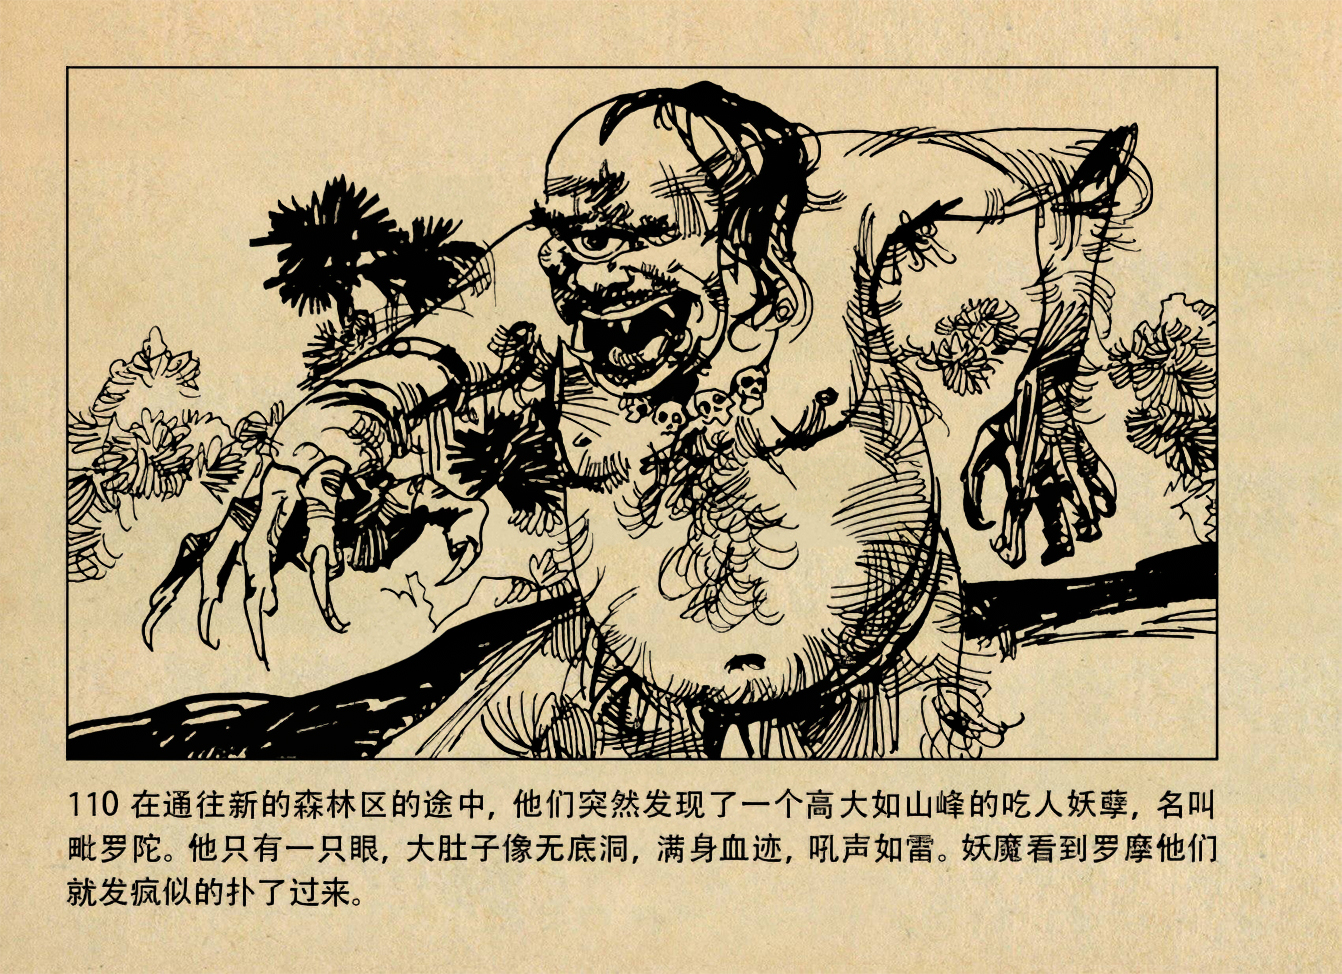 110 在通往新的森林区的途中，他们突然发现了一个高大如山峰的吃人妖孽，名叫
毗罗陀。他只有一只眼，大肚子像无底洞，满身血迹，吼声如雷。妖魔看到罗摩他们
就发疯似的扑了过来。